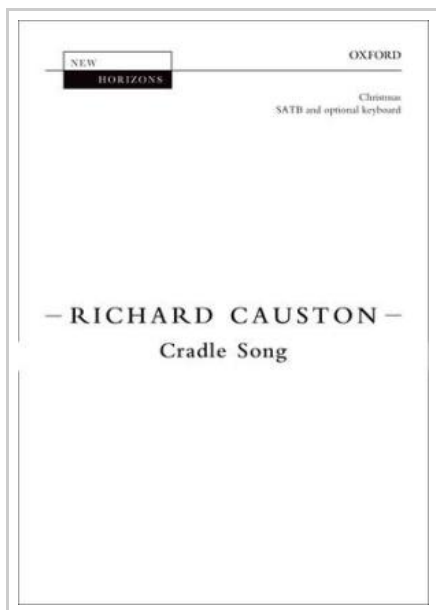 NEW
HORIZONS
OXFORD
Christmas
SATB and optional keyboard
– RICHARD CAUSTON –
Cradle Song